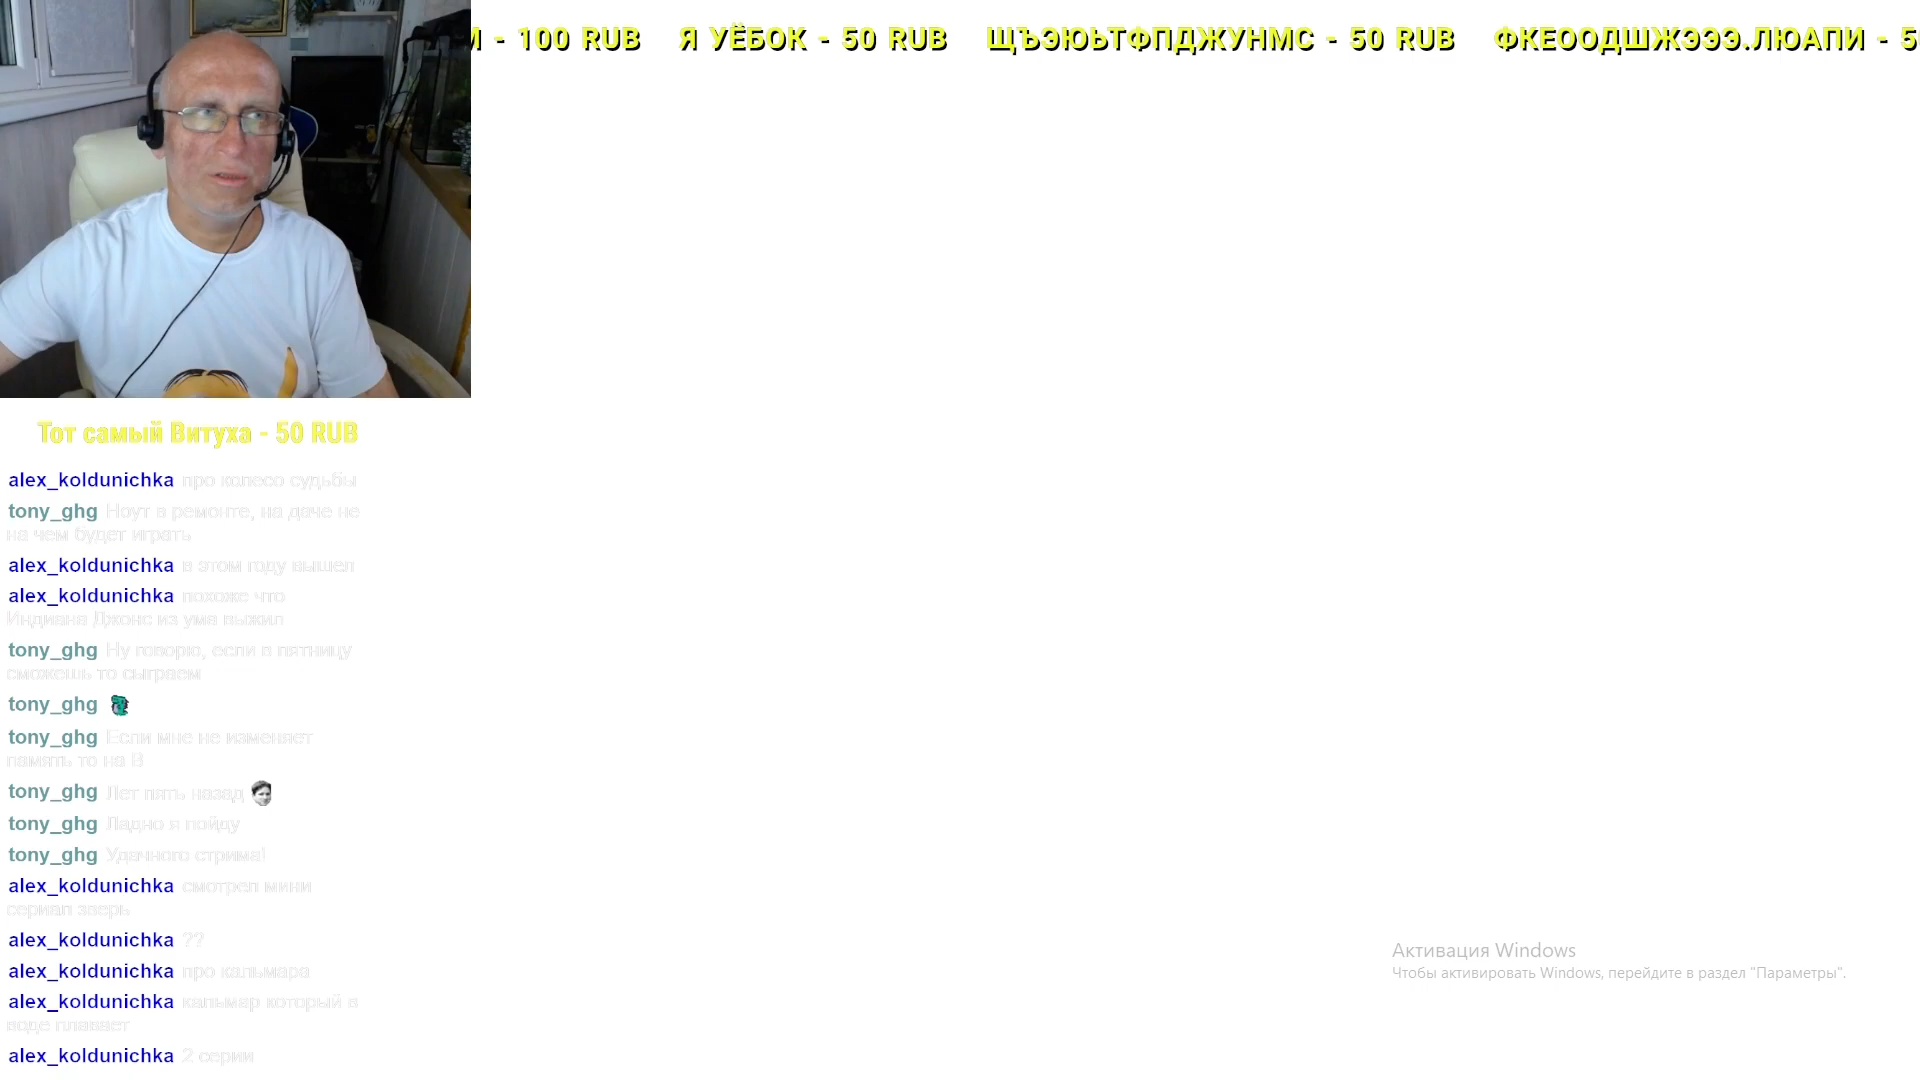 М - 100 RUB Я УЁБОК - 50 RUB ЩЪЭЮЬТФПДЖУНМС - 50 RUB ФКЕООДШЖЭЭЭ.ЛЮАПИ - 5
Тот самый Витуха - 50 RUB
alex_koldunichka про колесо судьбы
tony_ghg Ноут в ремонте, на даче не
на чем будет играть
alex_koldunichka в этом году вышел
alex_koldunichka похоже что
Индиана Джонс из ума выжил
tony_ghg Ну говорю, если в пятницу
сможешь то сыграем
tony_ghg
tony_ghg Если мне не изменяет
память то на В
tony_ghg Лет пять назад
tony_ghg Ладно я пойду
tony_ghg Удачного стрима!
alex_koldunichka смотрел мини
сериал зверь
alex_koldunichka ??
alex_koldunichka про кальмара
alex_koldunichka кальмар который в
воде плавает
alex_koldunichka 2 серии
Активация Windows
Чтобы активировать Windows, перейдите в раздел "Параметры".